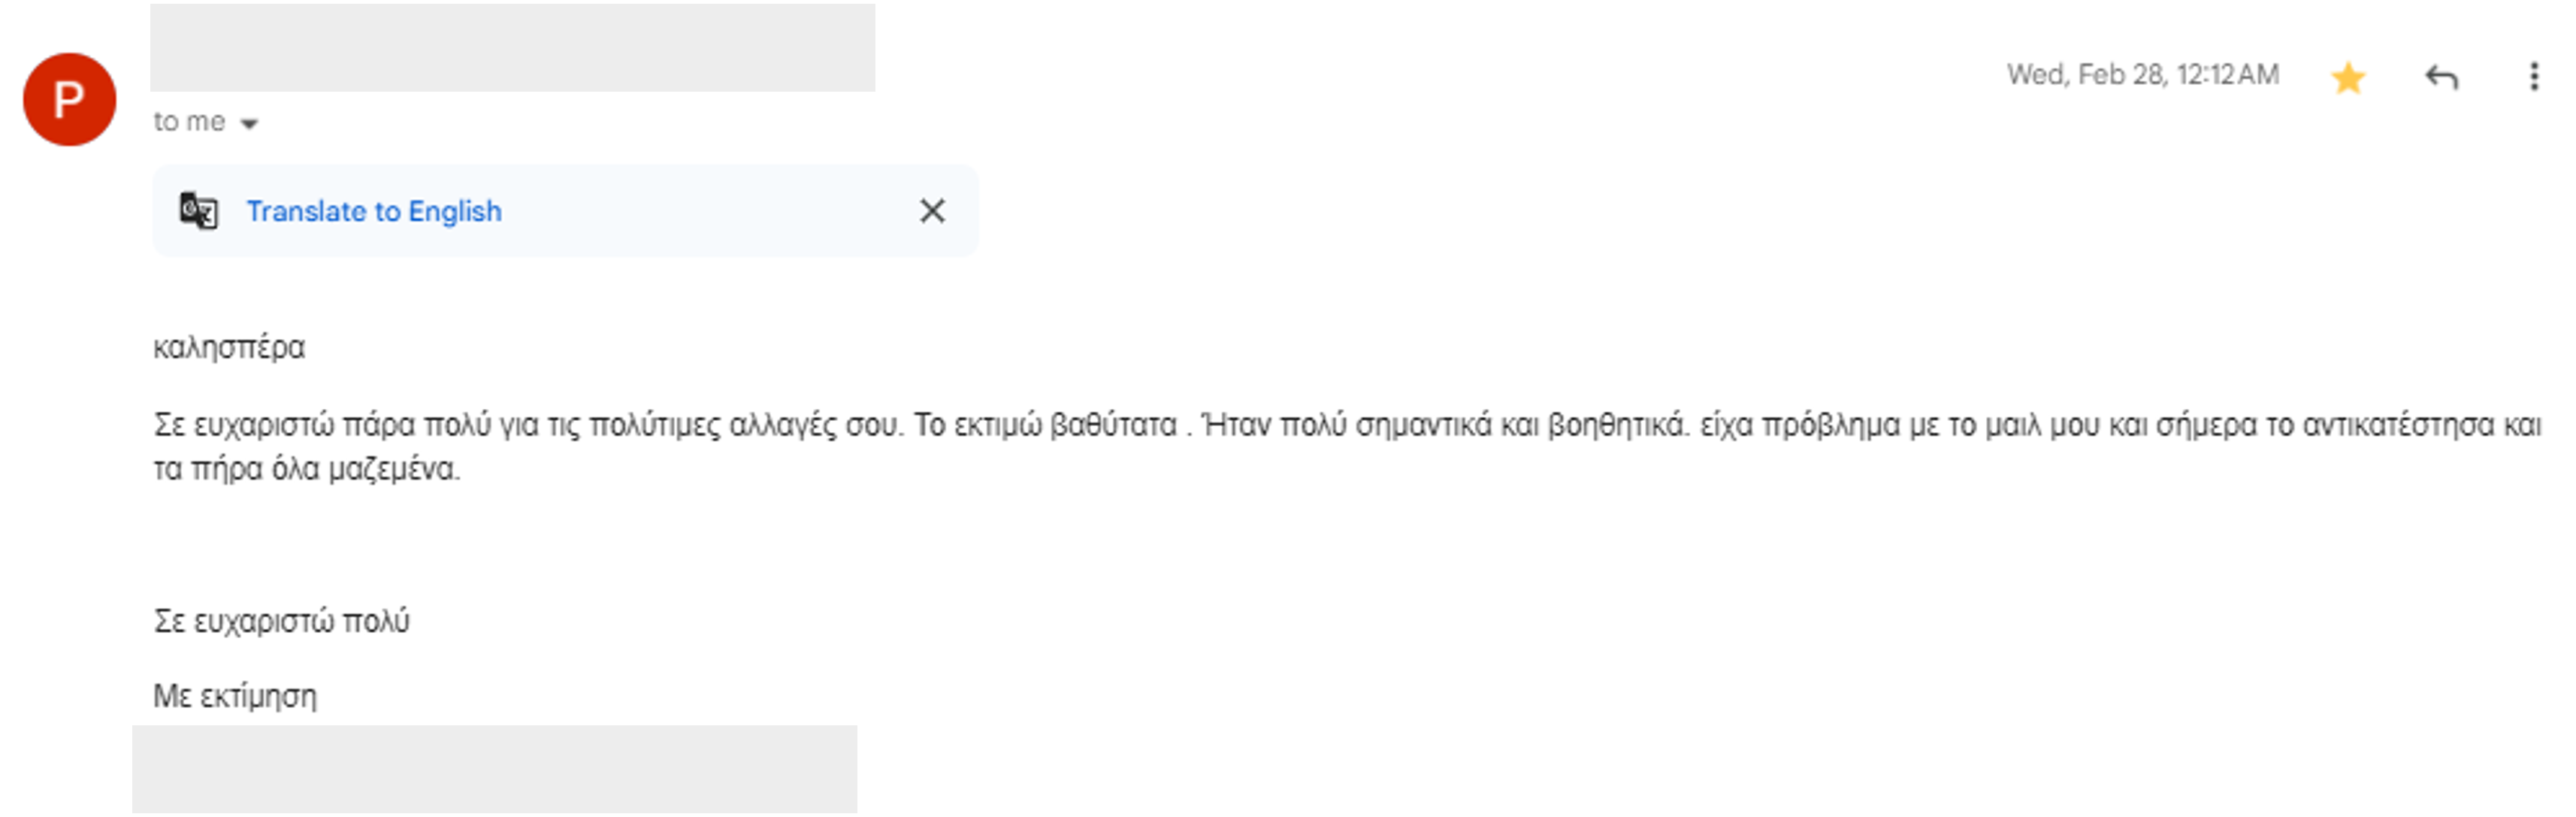 P
Wed, Feb 28, 12:12 AM
to me
Translate to English
καλησπέρα
Σε ευχαριστώ πάρα πολύ για τις πολύτιμες αλλαγές σου. Το εκτιμώ βαθύτατα . Ήταν πολύ σημαντικά και βοηθητικά. είχα πρόβλημα με το μαιλ μου και σήμερα το αντικατέστησα και
τα πήρα όλα μαζεμένα.
Σε ευχαριστώ πολύ
Με εκτίμηση